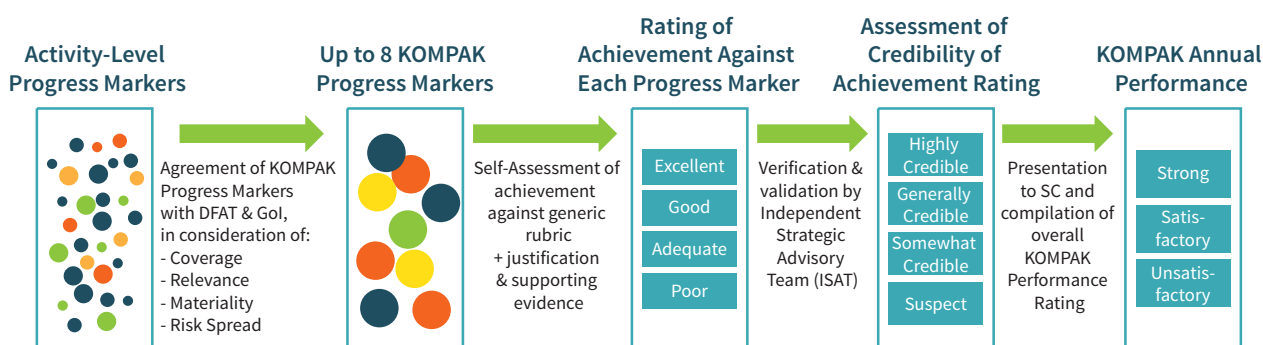 Activity-Level
Progress Markers
Agreement of KOMPAK
Progress Markers
with DFAT & GoI,
in consideration of:
- Coverage
- Relevance
- Materiality
- Risk Spread
Up to 8 KOMPAK
Progress Markers
Self-Assessment of
achievement
against generic
rubric
+ justification
& supporting
evidence
Rating of
Achievement Against
Each Progress Marker
Excellent
Good
Adequate
Poor
Verification &
validation by
Independent
Strategic
Advisory
Team (ISAT)
Assessment of
Credibility of
Achievement Rating
Highly
Credible
Generally
Credible
Somewhat
Credible
Suspect
Presentation
to SC and
compilation of
overall
KOMPAK
Performance
Rating
KOMPAK Annual
Performance
Strong
Satis-
factory
Unsatis-
factory